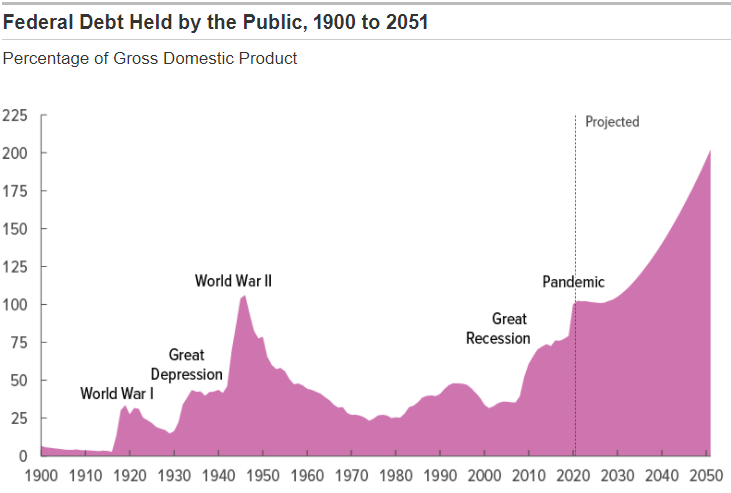 Federal Debt Held by the Public, 1900 to 2051
Percentage of Gross Domestic Product
225
Projected
200
175
150
125
World War II
Pandemic
100
Great
Recession
75
Great
Depression
50
World War I
25
0
1900 1910 1920 1930 1940 1950 1960 1970 1980 1990 2000 2010 2020 2030 2040 2050